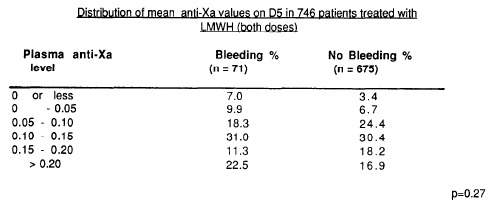 Distribution of mean anti-Xa values on D5 in 746 patients treated with
LMWH (both doses)
Plasma anti-Xa Bleeding % No Bleeding %
level (n = 71) (n = 675)
0 or less 7.0 3.4
0 - 0.05 9.9 6.7
0.05 - 0.10 18.3 24.4
0.10 - 0.15 31.0 30.4
0.15 - 0.20 11.3 18.2
> 0.20 22.5 16.9
p=0.27